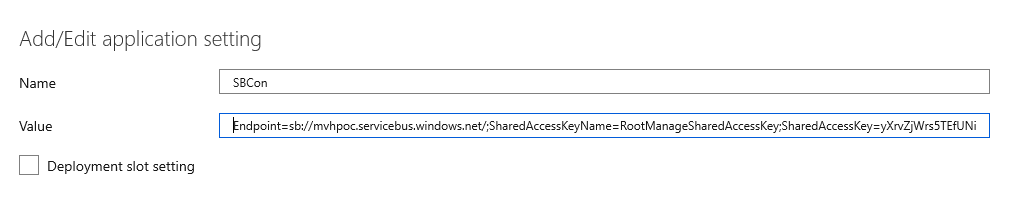 Add/Edit application setting
Name SBCon
Value Endpoint=sb://mvhpoc.servicebus.windows.net/;SharedAccessKeyName=RootManageSharedAccessKey;SharedAccessKey=yXrvZjWrs5TEfUNi
Deployment slot setting